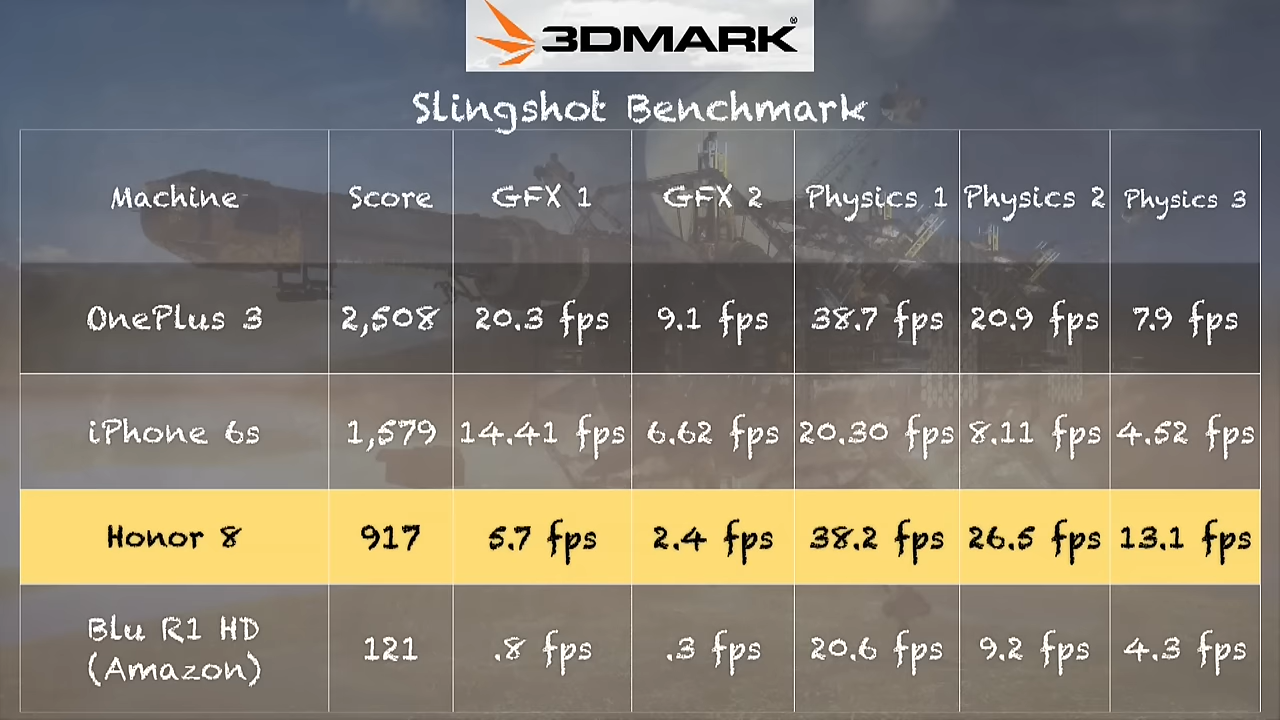 3DMARK®
Slingshot Benchmark
Machine Score GFX 1 GFX 2 Physics 1 Physics 2 Physics 3
OnePlus 3 2,508 20.3 fps 9.1 fps 38.7 fps 20.9 fps 7.9 fps
iPhone 6s 1,579 14.41 fps 6.62 fps 20.30 fps 8.11 fps 4.52 fps
Honor 8 917 5.7 fps 2.4 fps 38.2 fps 26.5 fps 13.1 fps
Blu R1 HD
(Amazon) 121 .8 fps .3 fps 20.6 fps 9.2 fps 4.3 fps